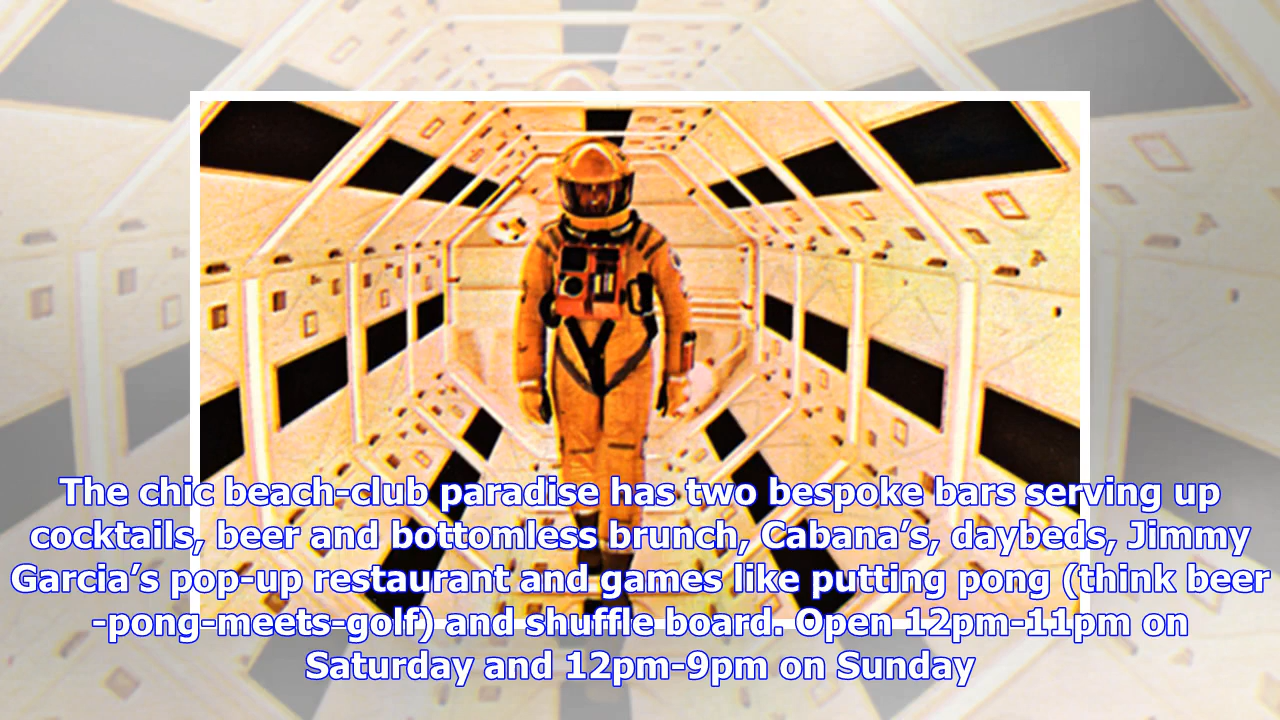 The chic beach-club paradise has two bespoke bars serving up
cocktails, beer and bottomless brunch, Cabana’s, daybeds, Jimmy
Garcia’s pop-up restaurant and games like putting pong (think beer
-pong-meets-golf) and shuffle board. Open 12pm-11pm on
Saturday and 12pm-9pm on Sunday